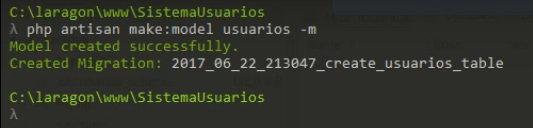 C:\laragon\www\SistemaUsuarios
λ php artisan make:model usuarios -m
Model created successfully.
Created Migration: 2017_06_22_213047_create_usuarios_table
C:\laragon\www\SistemaUsuarios
λ